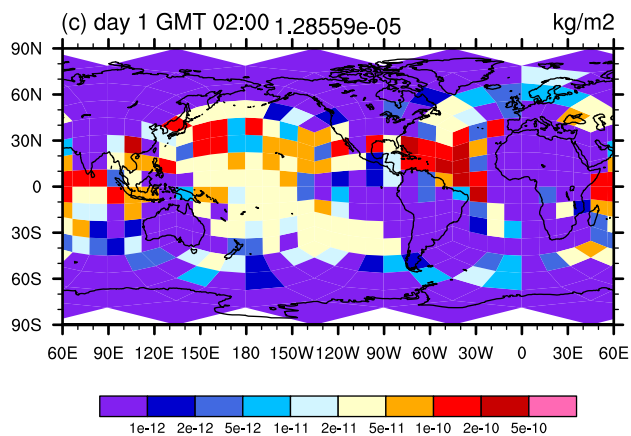 (c) day 1 GMT 02:00 1.28559e-05 kg/m2
90N
60N
30N
0
30S
60S
90S
60E 90E 120E 150E 180 150W 120W 90W 60W 30W 0 30E 60E
1e-12 2e-12 5e-12 1e-11 2e-11 5e-11 1e-10 2e-10 5e-10